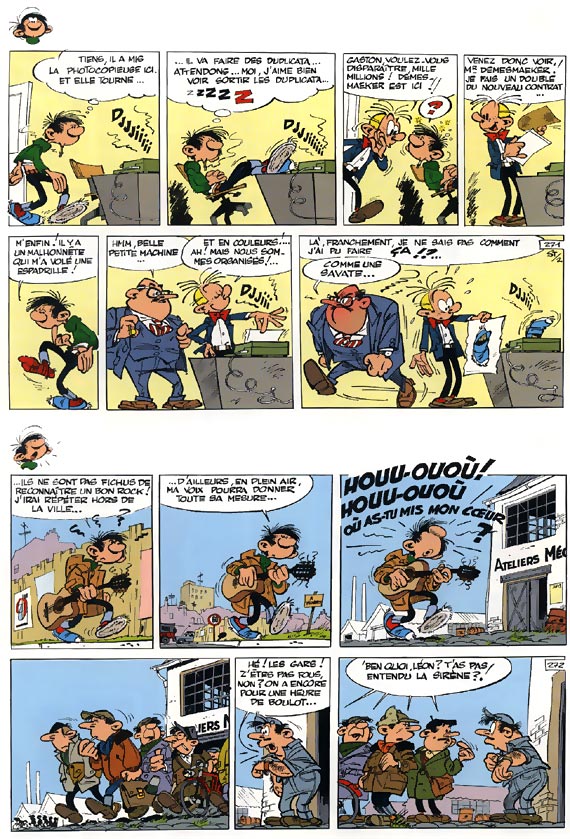 TIENS, IL A MIS
LA PHOTOCOPIEUSE ICI.
ET ELLE TOURNE...
DJJJiiii
... IL VA FAIRE DES DUPLICATA...
ATTENDONS... MOI, J'AIME BIEN
VOIR SORTIR LES DUPLICATA...
ZZZZZ
DJJJiiii
GASTON, VOULEZ-VOUS
DISPARAÎTRE, MILLE
MILLIONS! DEMES-
MAEKER EST ICI!!
?
VENEZ DONC VOIR,
Mr DEMESMAEKER.
JE FAIS UN DOUBLE
DU NOUVEAU CONTRAT...
M'ENFIN! IL Y A
UN MALHONNÊTE
QUI M'A VOLÉ UNE
ESPADRILLE!
HMM, BELLE
PETITE MACHINE
...
ET EN COULEURS!...
AH! MAIS NOUS SOM-
MES ORGANISÉS!...
DJJiii
LÀ, FRANCHEMENT, JE NE SAIS PAS COMMENT
J'AI PU FAIRE ÇA!?...
COMME UNE
SAVATE...
DJJJii
271
...ILS NE SONT PAS FICHUS DE
RECONNAÎTRE UN BON ROCK!
J'IRAI RÉPÉTER HORS DE
LA VILLE...
? ?
...D'AILLEURS, EN PLEIN AIR,
MA VOIX POURRA DONNER
TOUTE SA MESURE...
HOUU-OUOÙ!
HOUU-OUOÙ
OÙ AS-TU MIS MON CŒUR
?
ATELIERS MÉC
ATELIERS M
HÉ! LES GARS!
Z'ÊTES PAS FOUS,
NON? ON A ENCORE
POUR UNE HEURE
DE BOULOT...
'BEN QUOI, LÉON? T'AS PAS
ENTENDU LA SIRÈNE?!
272